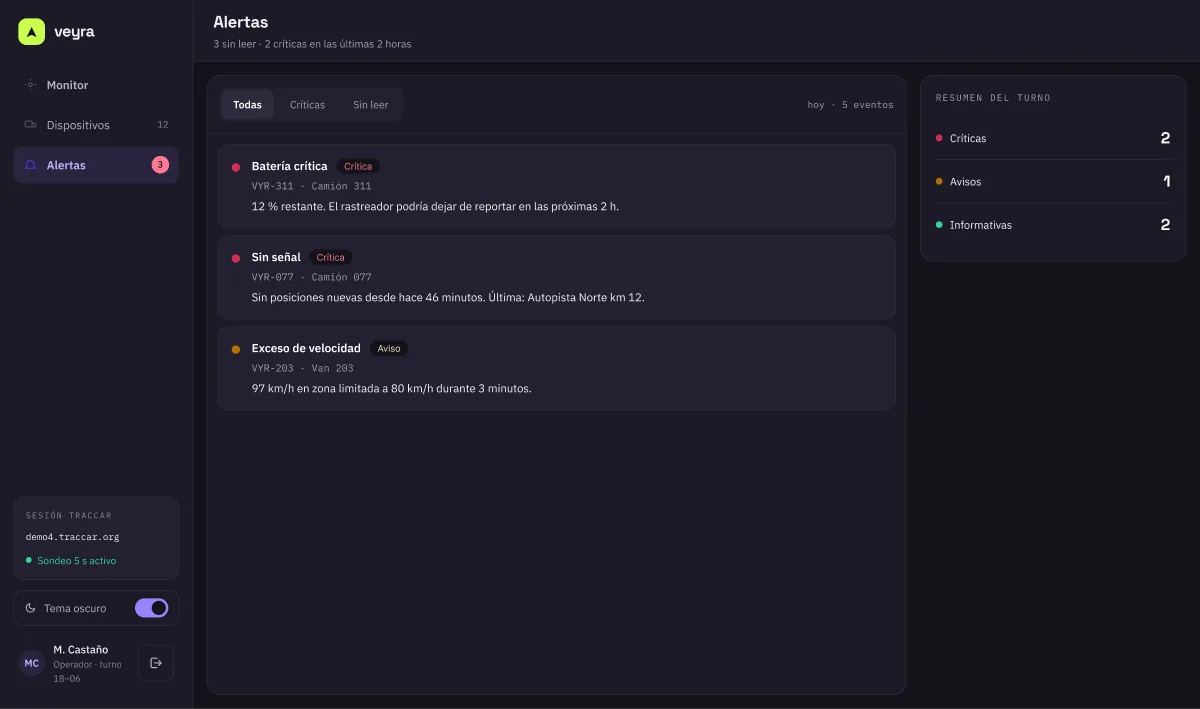 veyra
Monitor
Dispositivos 12
Alertas 3
SESIÓN TRACCAR
demo4.traccar.org
Sondeo 5 s activo
Tema oscuro
MC
M. Castaño
Operador · turno
18–06
Alertas
3 sin leer · 2 críticas en las últimas 2 horas
Todas Críticas Sin leer
hoy · 5 eventos
Batería crítica Crítica
VYR-311 · Camión 311
12 % restante. El rastreador podría dejar de reportar en las próximas 2 h.
Sin señal Crítica
VYR-077 · Camión 077
Sin posiciones nuevas desde hace 46 minutos. Última: Autopista Norte km 12.
Exceso de velocidad Aviso
VYR-203 · Van 203
97 km/h en zona limitada a 80 km/h durante 3 minutos.
RESUMEN DEL TURNO
Críticas 2
Avisos 1
Informativas 2